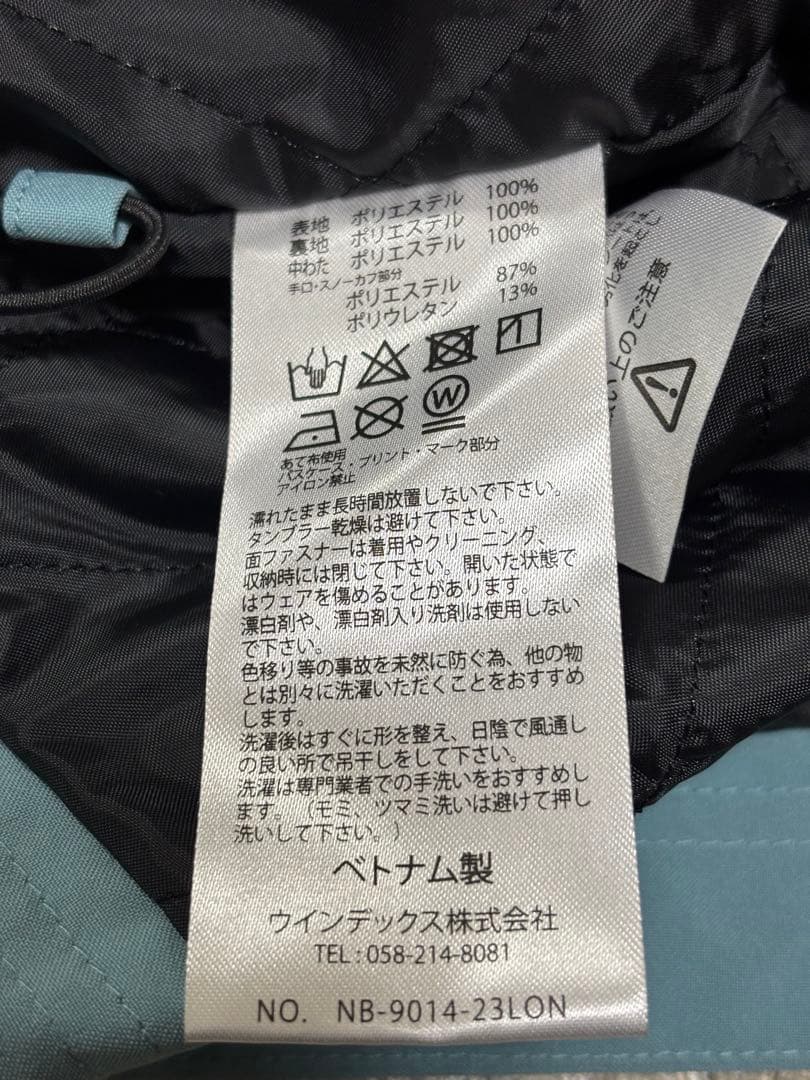 表地 ポリエステル 100%
裏地 ポリエステル 100%
中わた ポリエステル 100%
手口・スノーカフ部分
ポリエステル 87%
ポリウレタン 13%
W
あて布使用
パスケース・プリント・マーク部分
アイロン禁止
濡れたまま長時間放置しないで下さい。
タンブラー乾燥は避けて下さい。
面ファスナーは着用やクリーニング、
収納時には閉じて下さい。開いた状態で
はウェアを傷めることがあります。
漂白剤や、漂白剤入り洗剤は使用しない
で下さい。
色移り等の事故を未然に防ぐ為、他の物
とは別々に洗濯いただくことをおすすめ
します。
洗濯後はすぐに形を整え、日陰で風通し
の良い所で吊干しをして下さい。
洗濯は専門業者での手洗いをおすすめし
ます。（モミ、ツマミ洗いは避けて押し
洗いして下さい。）
ベトナム製
ウインデックス株式会社
TEL : 058-214-8081
NO. NB-9014-23LON
上のご注意